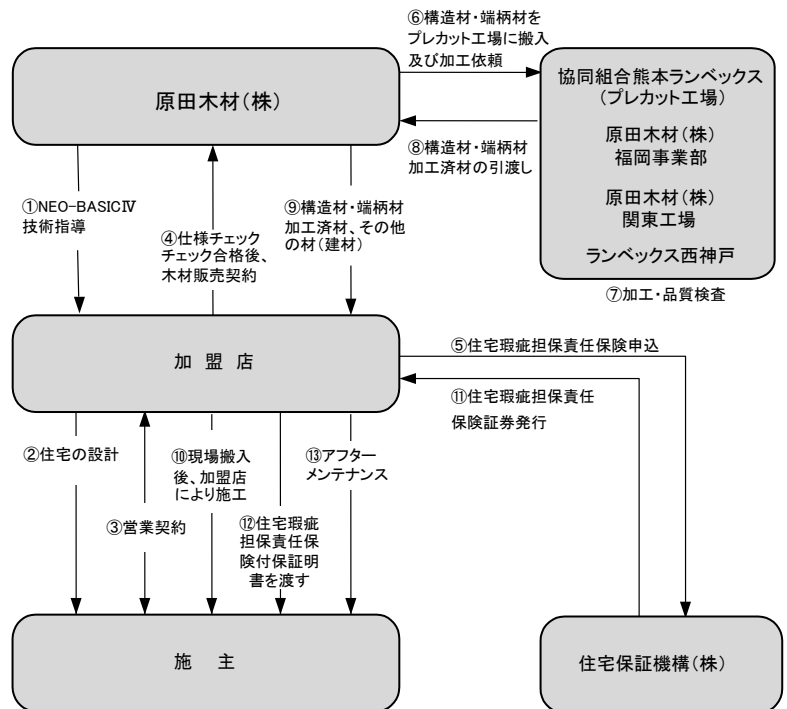 ⑥構造材・端柄材を
プレカット工場に搬入
及び加工依頼
原田木材(株)
協同組合熊本ランベックス
(プレカット工場)
原田木材(株)
福岡事業部
原田木材(株)
関東工場
ランベックス西神戸
⑧構造材・端柄材
加工済材の引渡し
①NEO-BASICⅣ
技術指導
④仕様チェック
チェック合格後、
木材販売契約
⑨構造材・端柄材
加工済材、その他
の材(建材)
⑦加工・品質検査
加 盟 店
⑤住宅瑕疵担保責任保険申込
⑪住宅瑕疵担保責任
保険証券発行
②住宅の設計
③営業契約
⑩現場搬入
後、加盟店
により施工
⑫住宅瑕疵
担保責任保
険付保証明
書を渡す
⑬アフター
メンテナンス
施 主
住宅保証機構(株)